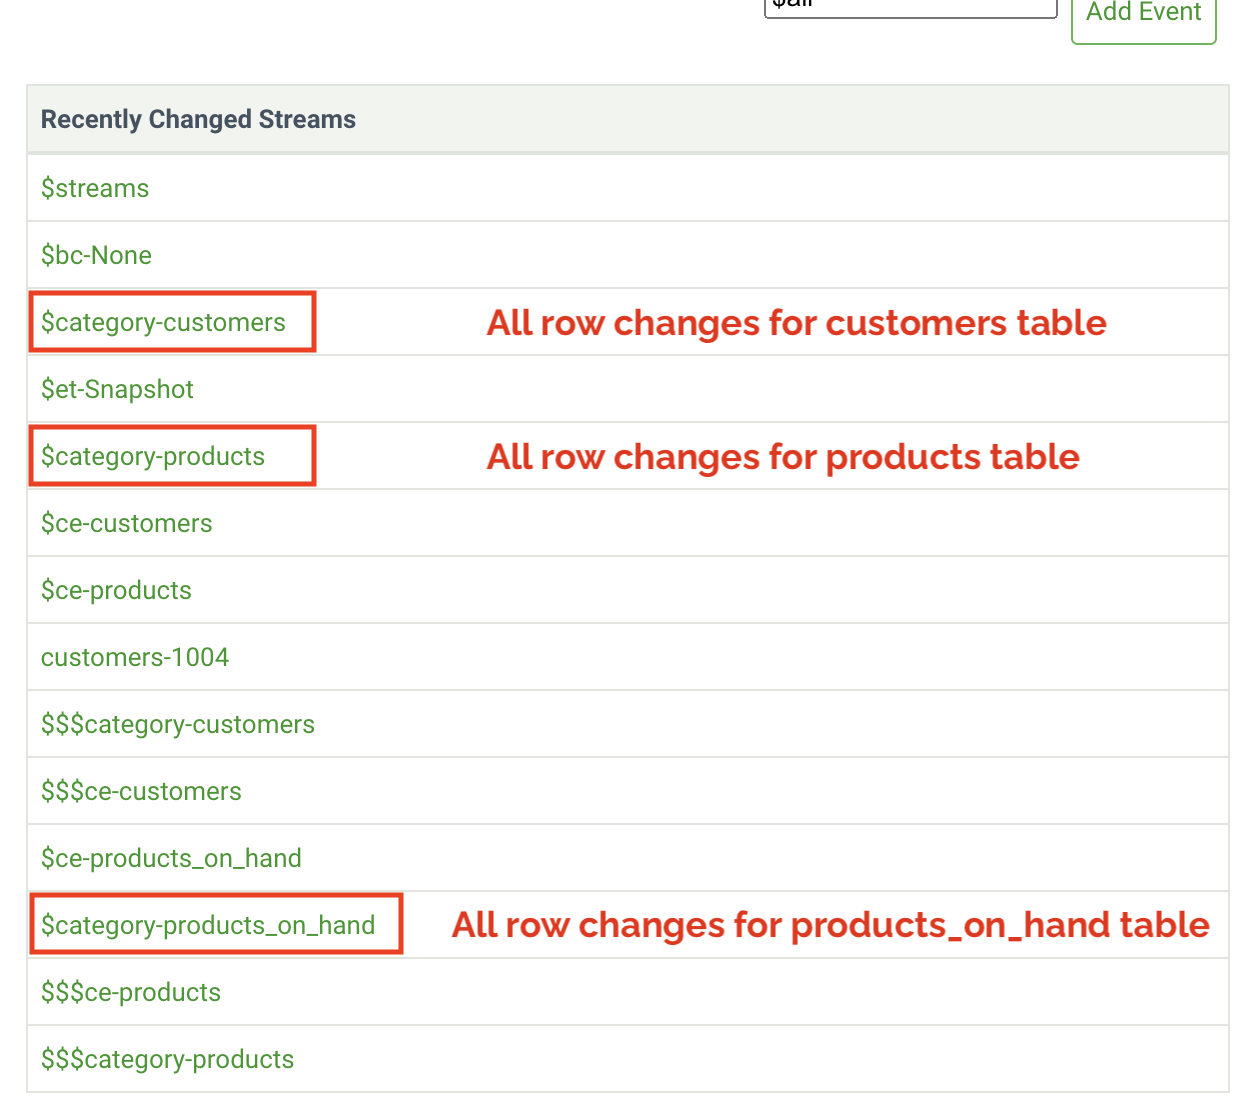 $all
Add Event
Recently Changed Streams
$streams
$bc-None
$category-customers All row changes for customers table
$et-Snapshot
$category-products All row changes for products table
$ce-customers
$ce-products
customers-1004
$$$category-customers
$$$ce-customers
$ce-products_on_hand
$category-products_on_hand All row changes for products_on_hand table
$$$ce-products
$$$category-products